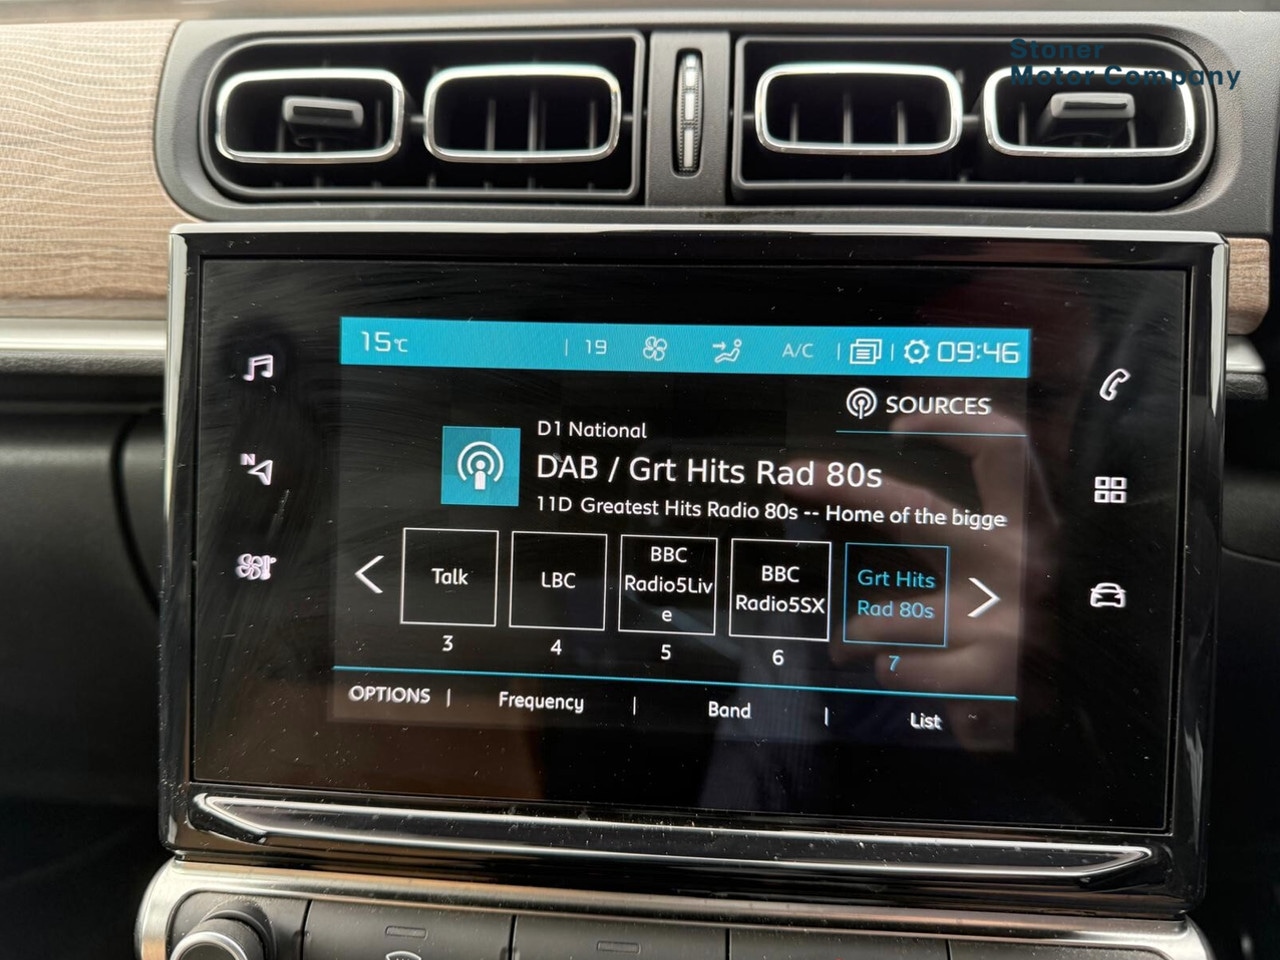 Stoner
Motor Company
15°C | 19 A/C | | 09:46
SOURCES
D1 National
DAB / Grt Hits Rad 80s
11D Greatest Hits Radio 80s -- Home of the bigge
N
Talk
LBC
BBC
Radio5Liv
e
BBC
Radio5SX
Grt Hits
Rad 80s
3 4 5 6 7
OPTIONS | Frequency | Band | List